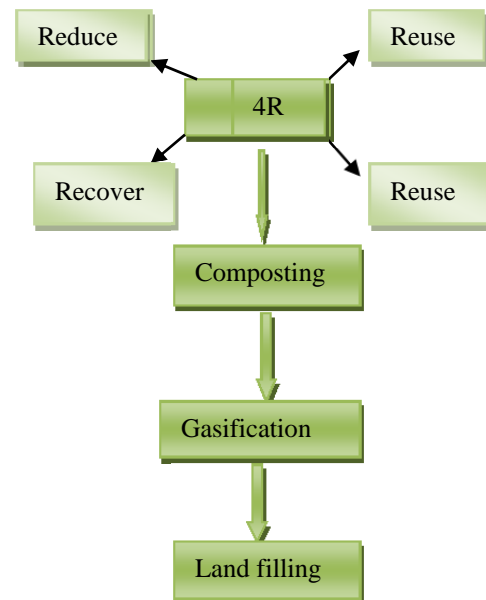 Reduce
Reuse
4R
Recover
Reuse
Composting
Gasification
Land filling